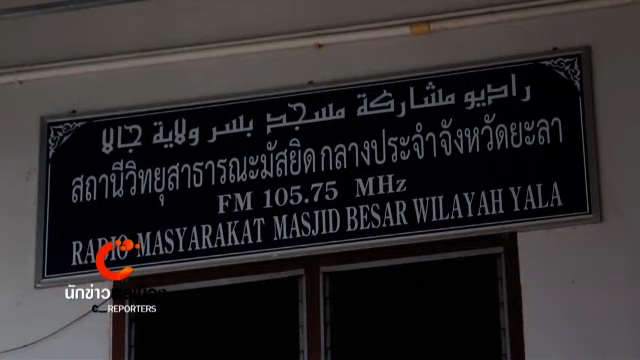 راديو مشاركة مسجد بسر ولاية جالا
สถานีวิทยุสาธารณะมัสยิดกลางประจำจังหวัดยะลา
FM 105.75 MHz
RADIO MASYARAKAT MASJID BESAR WILAYAH YALA
นักข่าว
REPORTERS